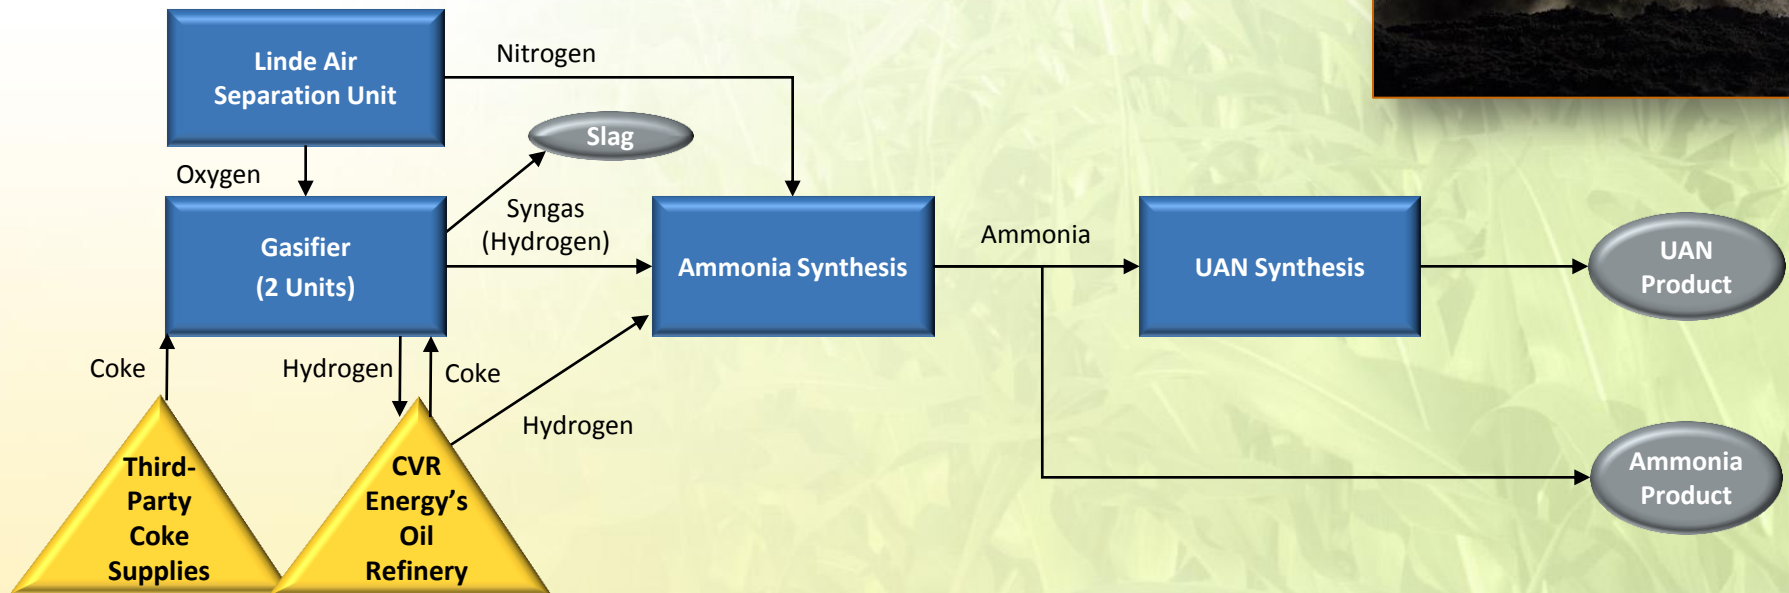 Linde Air
Separation Unit
Nitrogen
Slag
Oxygen
Gasifier
(2 Units)
Syngas
(Hydrogen)
Ammonia Synthesis
Ammonia
UAN Synthesis
UAN
Product
Coke
Hydrogen
Coke
Hydrogen
Third-
Party
Coke
Supplies
CVR
Energy’s
Oil
Refinery
Ammonia
Product